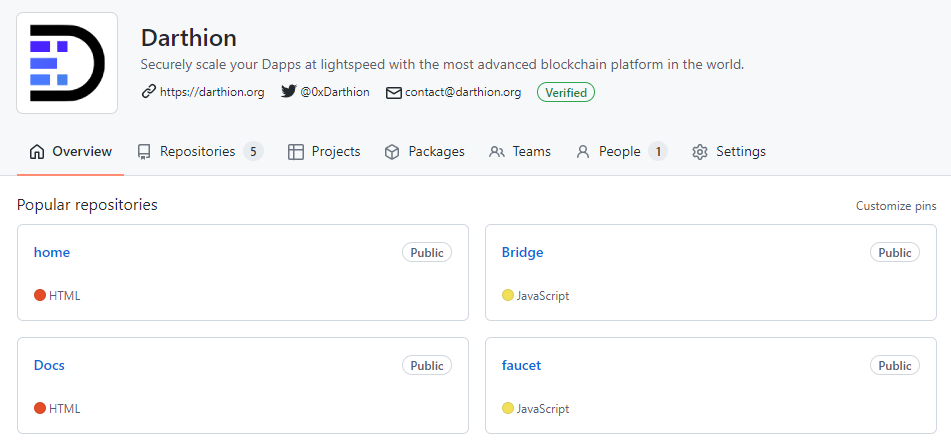 Darthion
Securely scale your Dapps at lightspeed with the most advanced blockchain platform in the world.
https://darthion.org @0xDarthion contact@darthion.org Verified
Overview Repositories 5 Projects Packages Teams People 1 Settings
Popular repositories Customize pins
home Public
HTML
Bridge Public
JavaScript
Docs Public
HTML
faucet Public
JavaScript